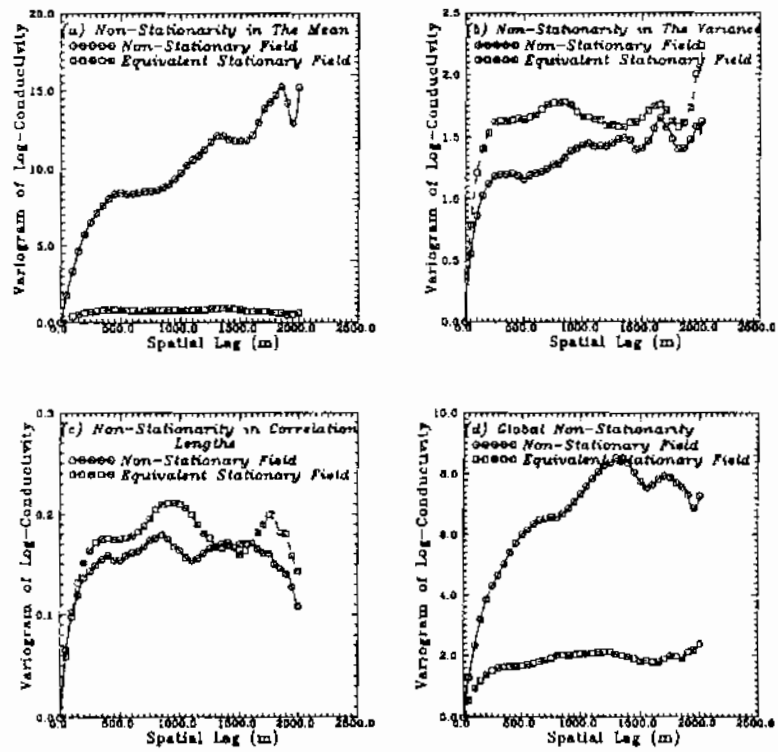 (a) Non-Stationarity in The Mean
Non-Stationary Field
Equivalent Stationary Field
Variogram of Log-Conductivity
20.0
15.0
10.0
5.0
0.0
0.0 500.0 1000.0 1500.0 2000.0 2500.0
Spatial Lag (m)
(b) Non-Stationarity in The Variance
Non-Stationary Field
Equivalent Stationary Field
Variogram of Log-Conductivity
2.5
2.0
1.5
1.0
0.5
0.0
0.0 500.0 1000.0 1500.0 2000.0 2500.0
Spatial Lag (m)
(c) Non-Stationarity in Correlation
Lengths
Non-Stationary Field
Equivalent Stationary Field
Variogram of Log-Conductivity
0.3
0.2
0.1
0.0
0.0 500.0 1000.0 1500.0 2000.0 2500.0
Spatial Lag (m)
(d) Global Non-Stationarity
Non-Stationary Field
Equivalent Stationary Field
Variogram of Log-Conductivity
10.0
8.0
6.0
4.0
2.0
0.0
0.0 500.0 1000.0 1500.0 2000.0 2500.0
Spatial Lag (m)